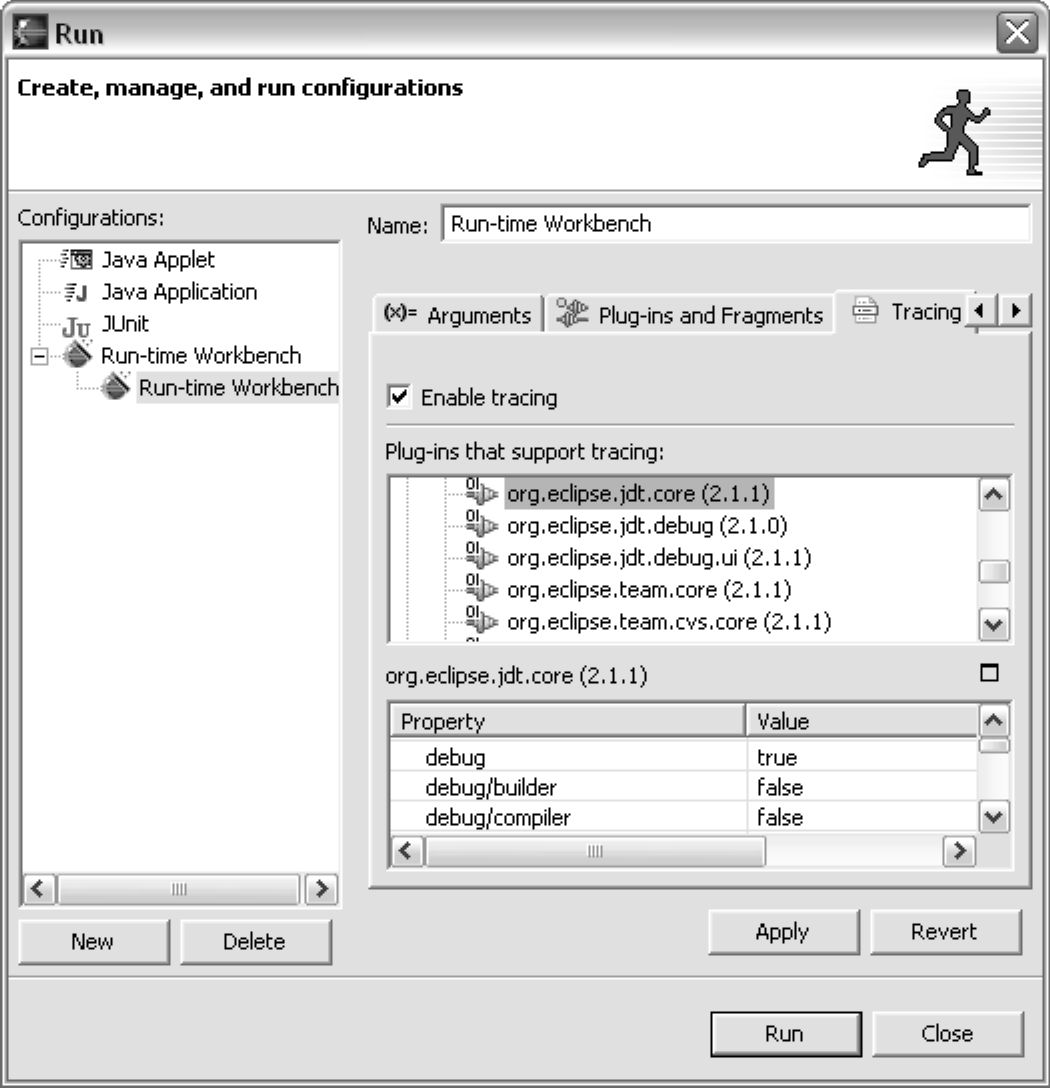 Run
Create, manage, and run configurations
Configurations:
Java Applet
Java Application
JUnit
Run-time Workbench
Run-time Workbench
New
Delete
Name: Run-time Workbench
(x)= Arguments
Plug-ins and Fragments
Tracing
Enable tracing
Plug-ins that support tracing:
org.eclipse.jdt.core (2.1.1)
org.eclipse.jdt.debug (2.1.0)
org.eclipse.jdt.debug.ui (2.1.1)
org.eclipse.team.core (2.1.1)
org.eclipse.team.cvs.core (2.1.1)
org.eclipse.jdt.core (2.1.1)
Property Value
debug true
debug/builder false
debug/compiler false
Apply
Revert
Run
Close